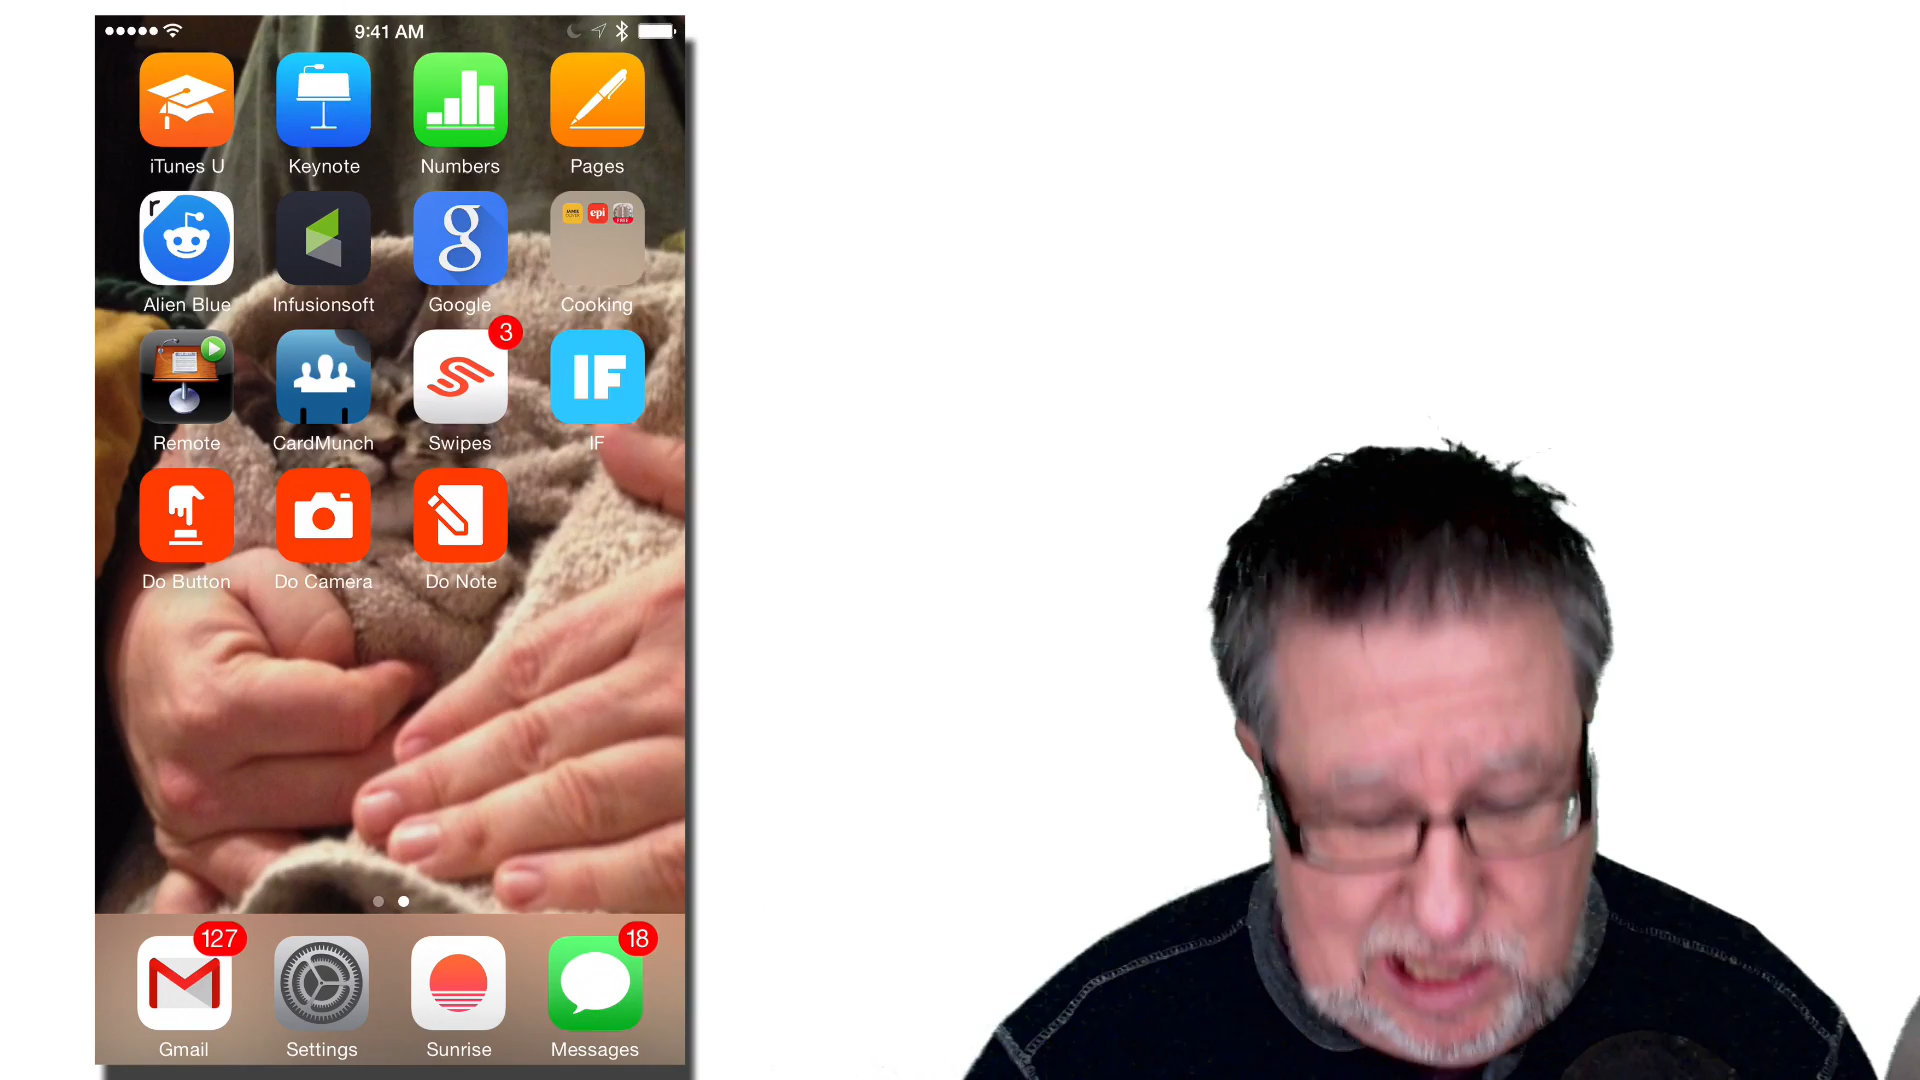 9:41 AM
iTunes U Keynote Numbers Pages
r g epi FREE
Alien Blue Infusionsoft Google Cooking
3
IF
Remote CardMunch Swipes IF
Do Button Do Camera Do Note
127 18
Gmail Settings Sunrise Messages